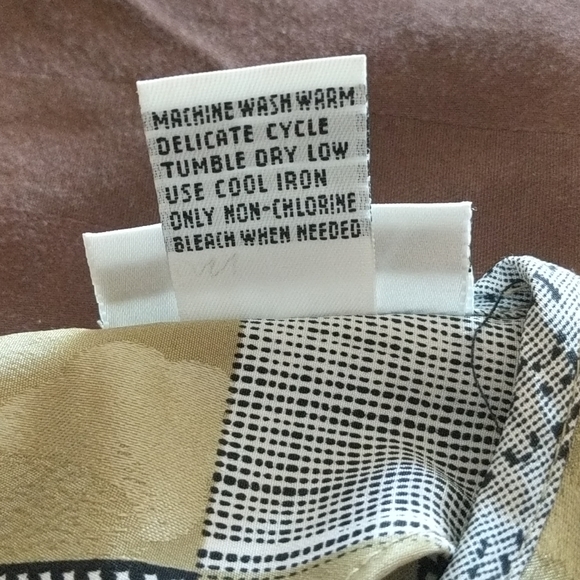 MACHINE WASH WARM
DELICATE CYCLE
TUMBLE DRY LOW
USE COOL IRON
ONLY NON-CHLORINE
BLEACH WHEN NEEDED